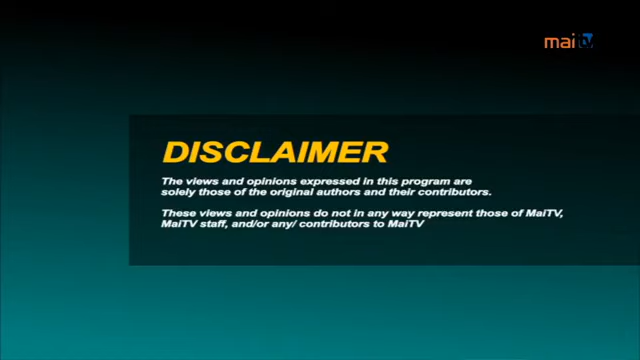 maitv
DISCLAIMER
The views and opinions expressed in this program are
solely those of the original authors and their contributors.
These views and opinions do not in any way represent those of MaiTV,
MaiTV staff, and/or any/ contributors to MaiTV